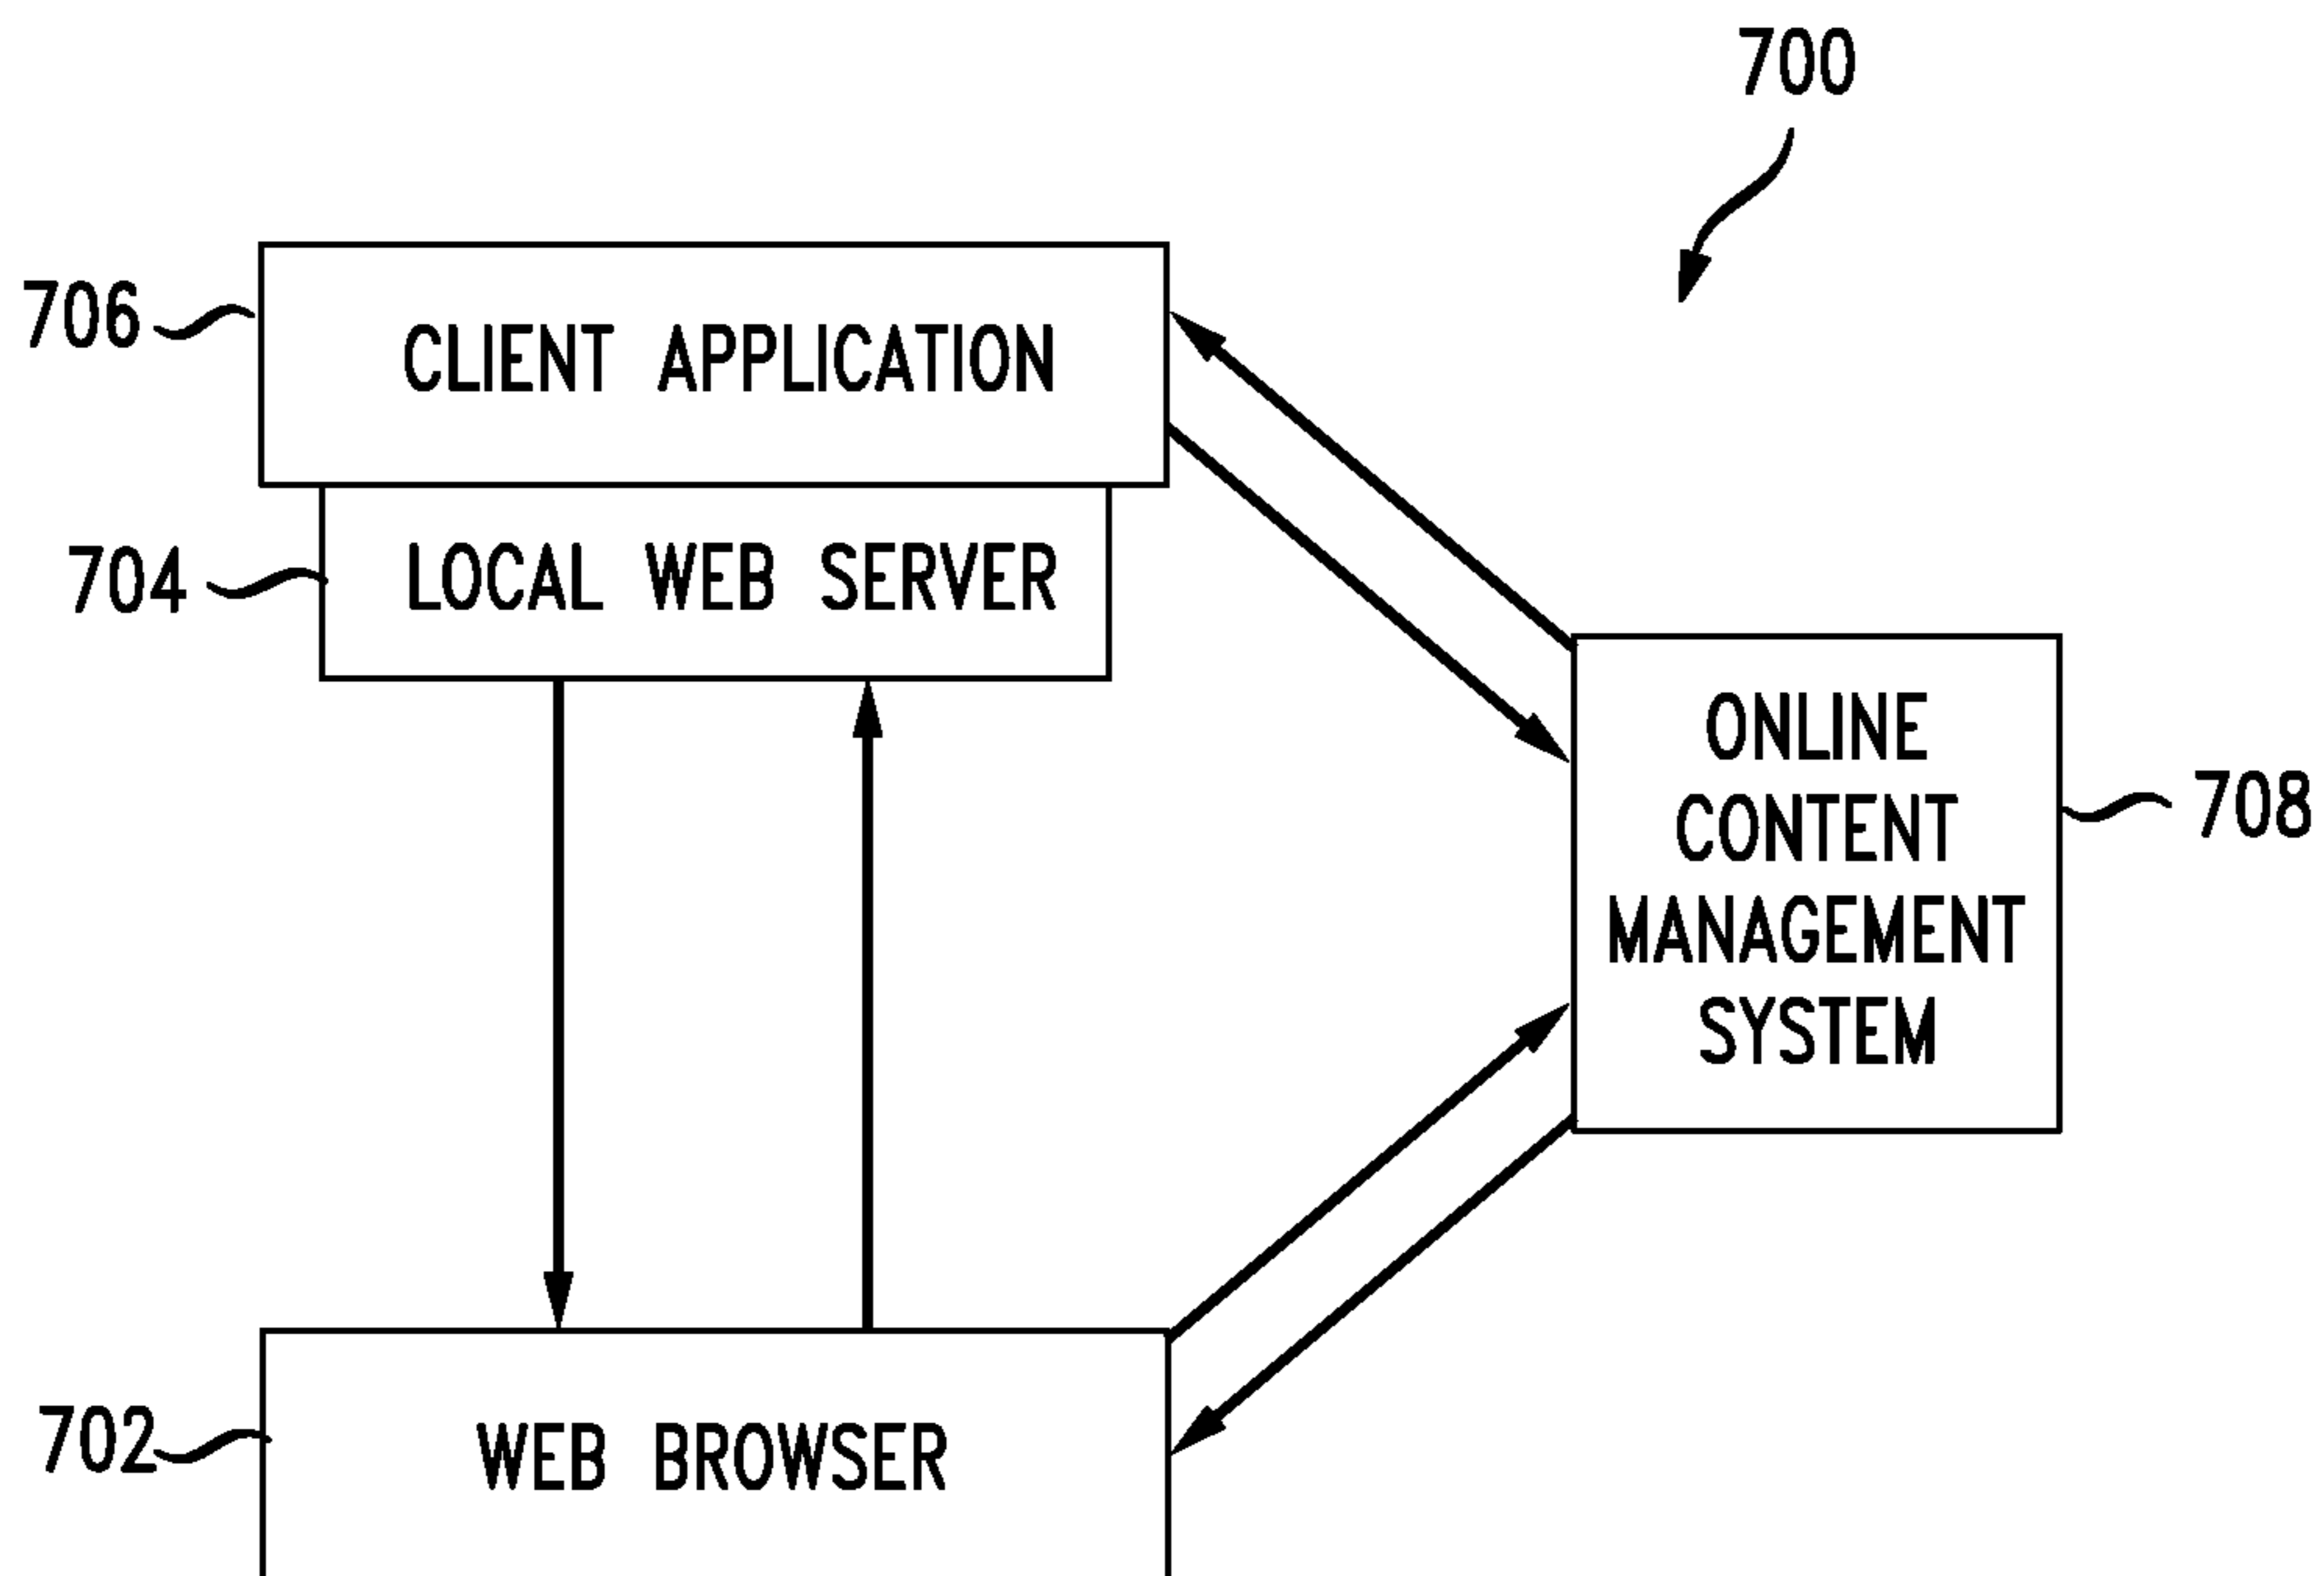 700
706
CLIENT APPLICATION
704
LOCAL WEB SERVER
ONLINE
CONTENT
MANAGEMENT
SYSTEM
708
702
WEB BROWSER